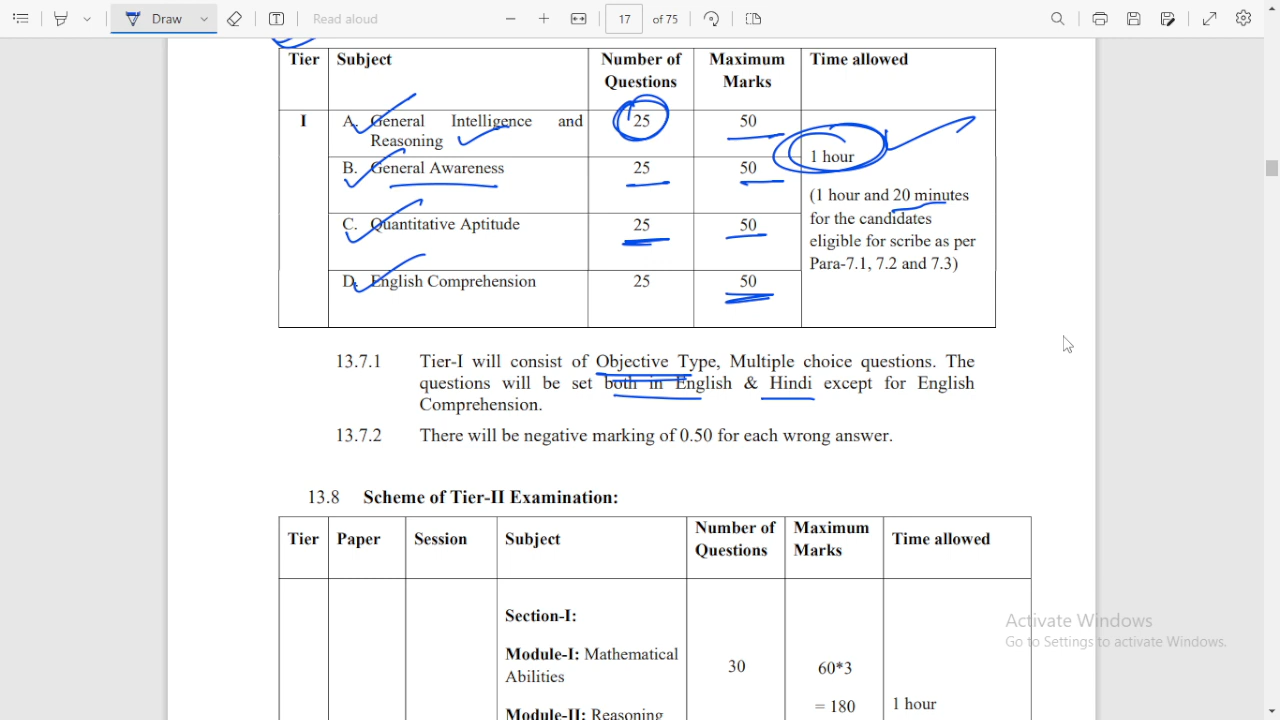 Draw
Read aloud
17
of 75
Tier
Subject
Number of
Questions
Maximum
Marks
Time allowed
I
A. General Intelligence and
Reasoning
25
50
1 hour
(1 hour and 20 minutes
for the candidates
eligible for scribe as per
Para-7.1, 7.2 and 7.3)
B. General Awareness
25
50
C. Quantitative Aptitude
25
50
D. English Comprehension
25
50
13.7.1 Tier-I will consist of Objective Type, Multiple choice questions. The
questions will be set both in English & Hindi except for English
Comprehension.
13.7.2 There will be negative marking of 0.50 for each wrong answer.
13.8 Scheme of Tier-II Examination:
Tier
Paper
Session
Subject
Number of
Questions
Maximum
Marks
Time allowed
Section-I:
Module-I: Mathematical
Abilities
Module-II: Reasoning
30
60*3
= 180
1 hour
Activate Windows
Go to Settings to activate Windows.